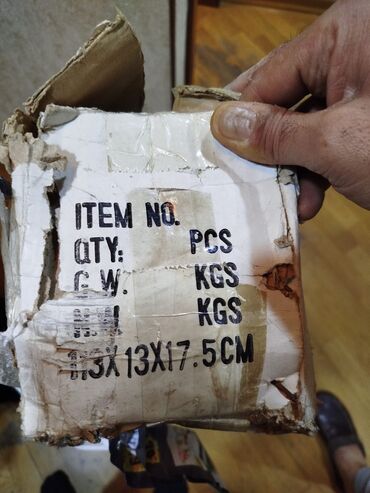 ITEM NO.
QTY: PCS
G.W. KGS
KGS
13X13X17.5CM